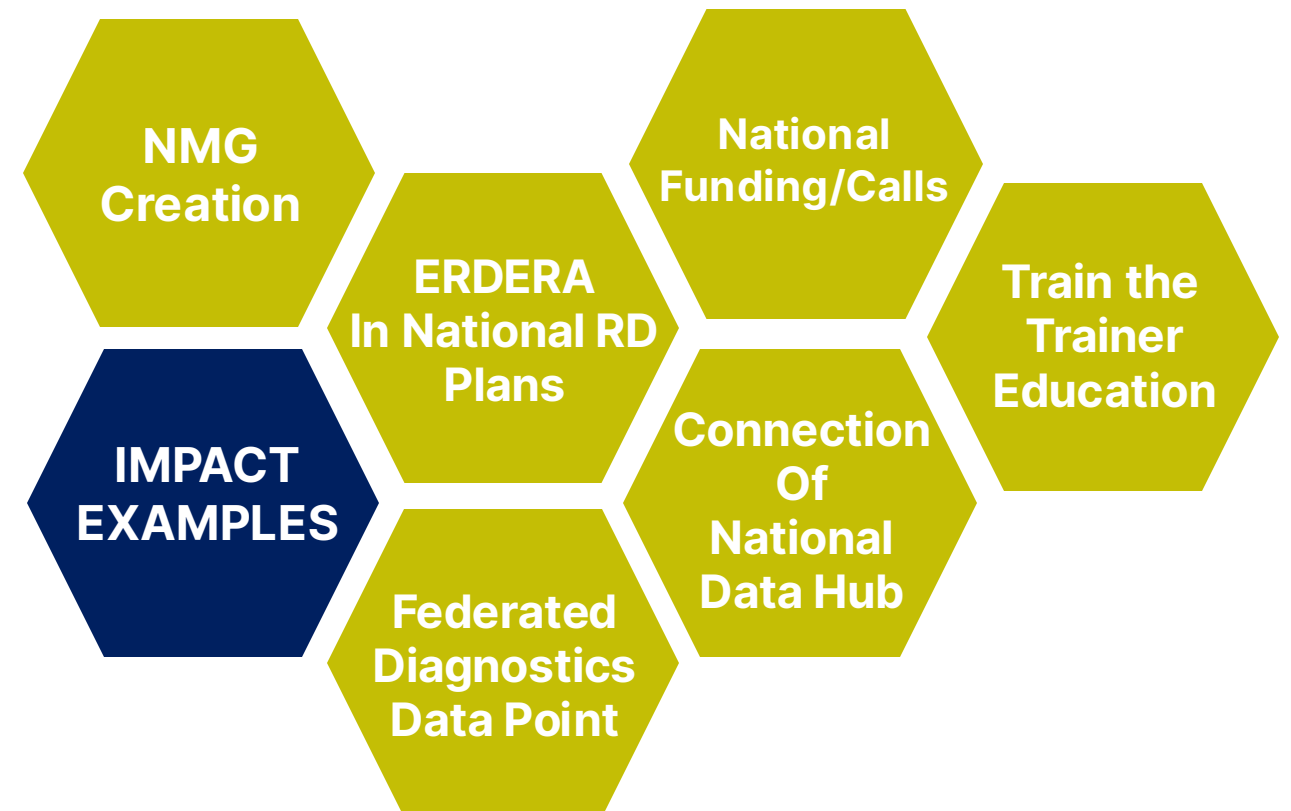 NMG
Creation
National
Funding/Calls
ERDERA
In National RD
Plans
Train the
Trainer
Education
IMPACT
EXAMPLES
Connection
Of
National
Data Hub
Federated
Diagnostics
Data Point